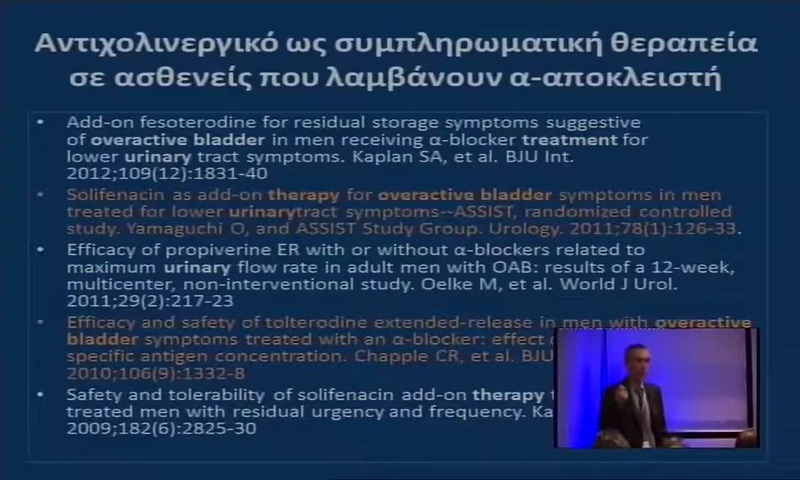 Αντιχολινεργικό ως συμπληρωματική θεραπεία
σε ασθενείς που λαμβάνουν α-αποκλειστή
• Add-on fesoterodine for residual storage symptoms suggestive
of overactive bladder in men receiving α-blocker treatment for
lower urinary tract symptoms. Kaplan SA, et al. BJU Int.
2012;109(12):1831-40
• Solifenacin as add-on therapy for overactive bladder symptoms in men
treated for lower urinarytract symptoms--ASSIST, randomized controlled
study. Yamaguchi O, and ASSIST Study Group. Urology. 2011;78(1):126-33.
• Efficacy of propiverine ER with or without α-blockers related to
maximum urinary flow rate in adult men with OAB: results of a 12-week,
multicenter, non-interventional study. Oelke M, et al. World J Urol.
2011;29(2):217-23
• Efficacy and safety of tolterodine extended-release in men with overactive
bladder symptoms treated with an α-blocker: effect
specific antigen concentration. Chapple CR, et al. BJU
2010;106(9):1332-8
• Safety and tolerability of solifenacin add-on therapy
treated men with residual urgency and frequency.
2009;182(6):2825-30